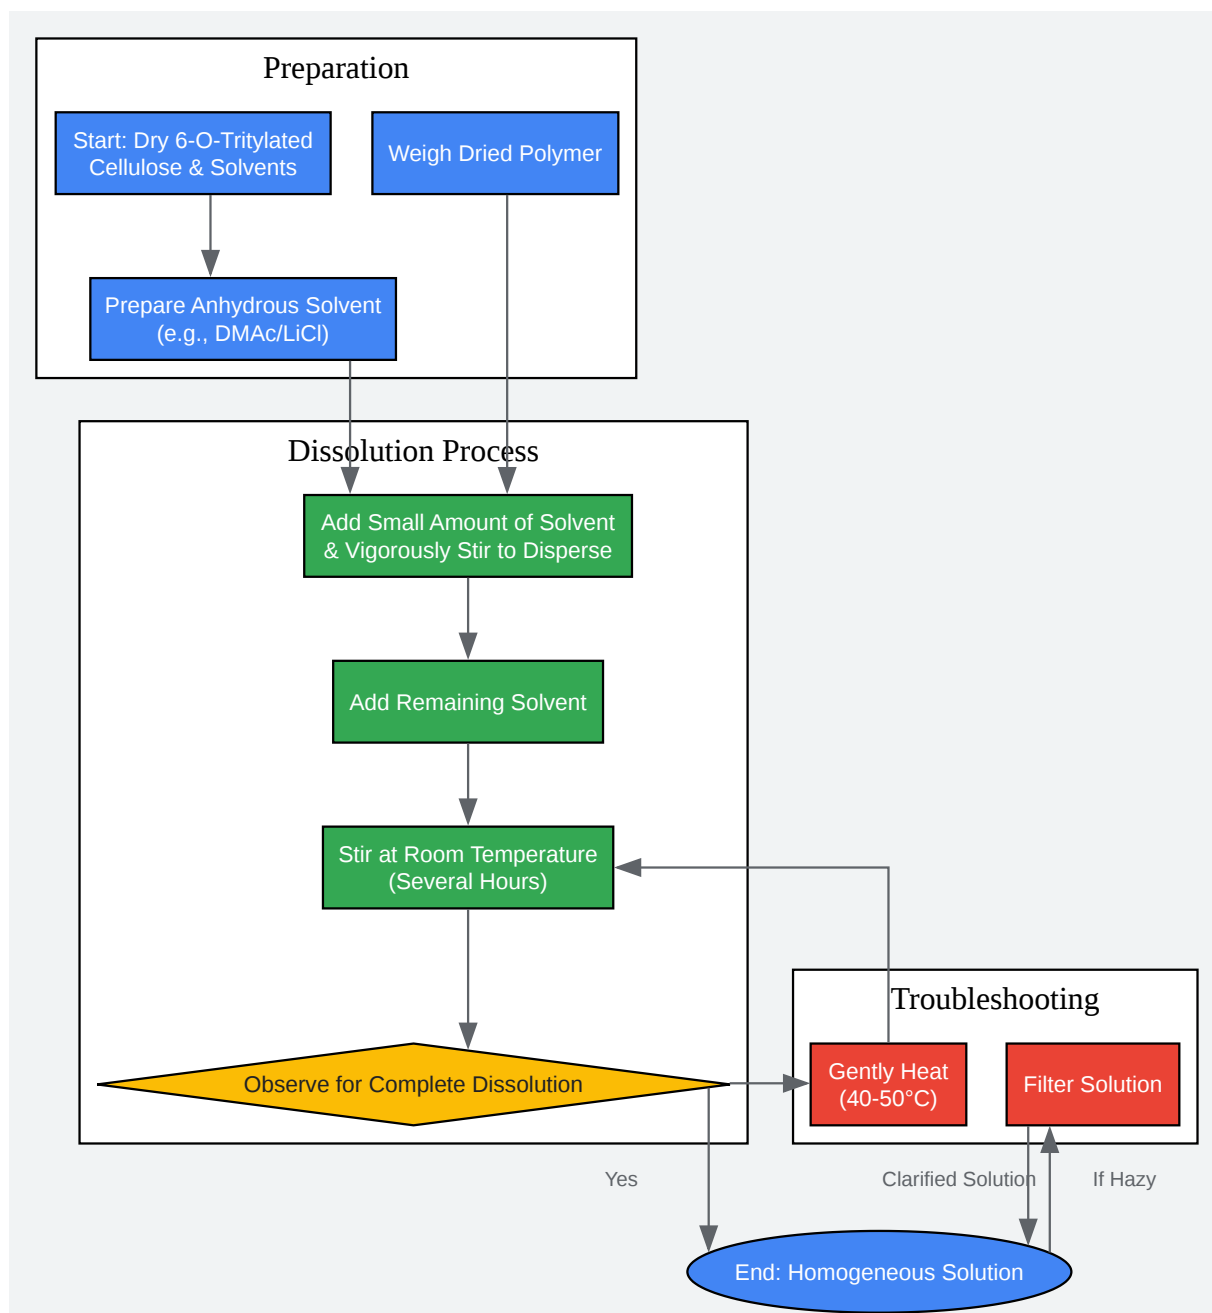 Preparation
Start: Dry 6-O-Tritylated
Cellulose & Solvents
Weigh Dried Polymer
Prepare Anhydrous Solvent
(e.g., DMAc/LiCl)
Dissolution Process
Add Small Amount of Solvent
& Vigorously Stir to Disperse
Add Remaining Solvent
Stir at Room Temperature
(Several Hours)
Observe for Complete Dissolution
Troubleshooting
Gently Heat
(40-50°C)
Filter Solution
Yes
Clarified Solution
If Hazy
End: Homogeneous Solution